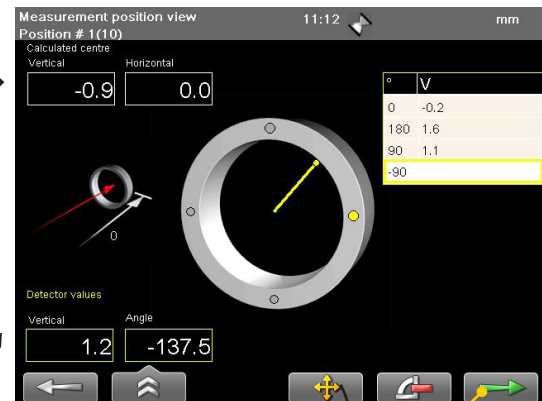 Measurement position view 11:12 mm
Position # 1(10)
Calculated centre
Vertical Horizontal
-0.9 0.0
° V
0 -0.2
180 1.6
90 1.1
-90
0
Detector values
Vertical Angle
1.2 -137.5